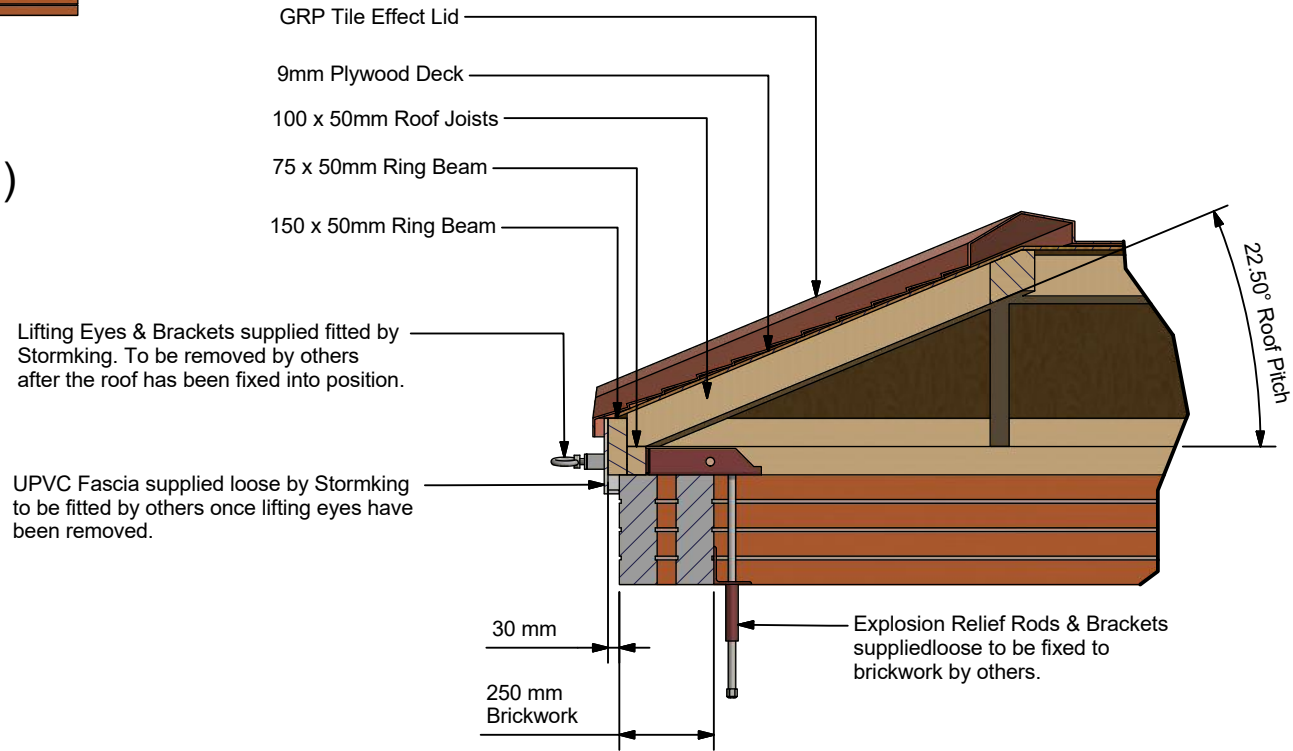 GRP Tile Effect Lid
9mm Plywood Deck
100 x 50mm Roof Joists
)
75 x 50mm Ring Beam
150 x 50mm Ring Beam
22.50° Roof Pitch
Lifting Eyes & Brackets supplied fitted by
Stormking. To be removed by others
after the roof has been fixed into position.
UPVC Fascia supplied loose by Stormking
to be fitted by others once lifting eyes have
been removed.
30 mm
250 mm
Brickwork
Explosion Relief Rods & Brackets
suppliedloose to be fixed to
brickwork by others.